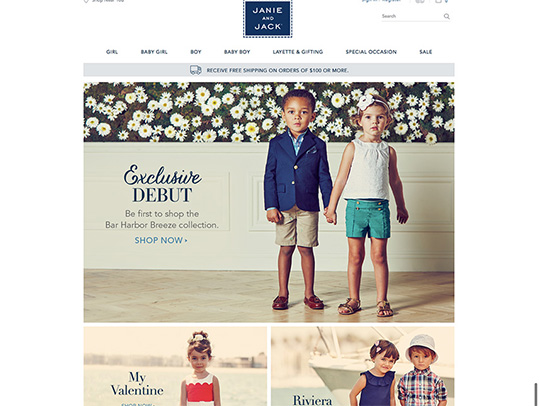 Shop Near You
Sign In / Register
JANIE
AND
JACK
Search
GIRL
BABY GIRL
BOY
BABY BOY
LAYETTE & GIFTING
SPECIAL OCCASION
SALE
RECEIVE FREE SHIPPING ON ORDERS OF $100 OR MORE.
Exclusive
DEBUT
Be first to shop the
Bar Harbor Breeze collection.
SHOP NOW ›
My
Valentine
SHOP NOW ›
Riviera